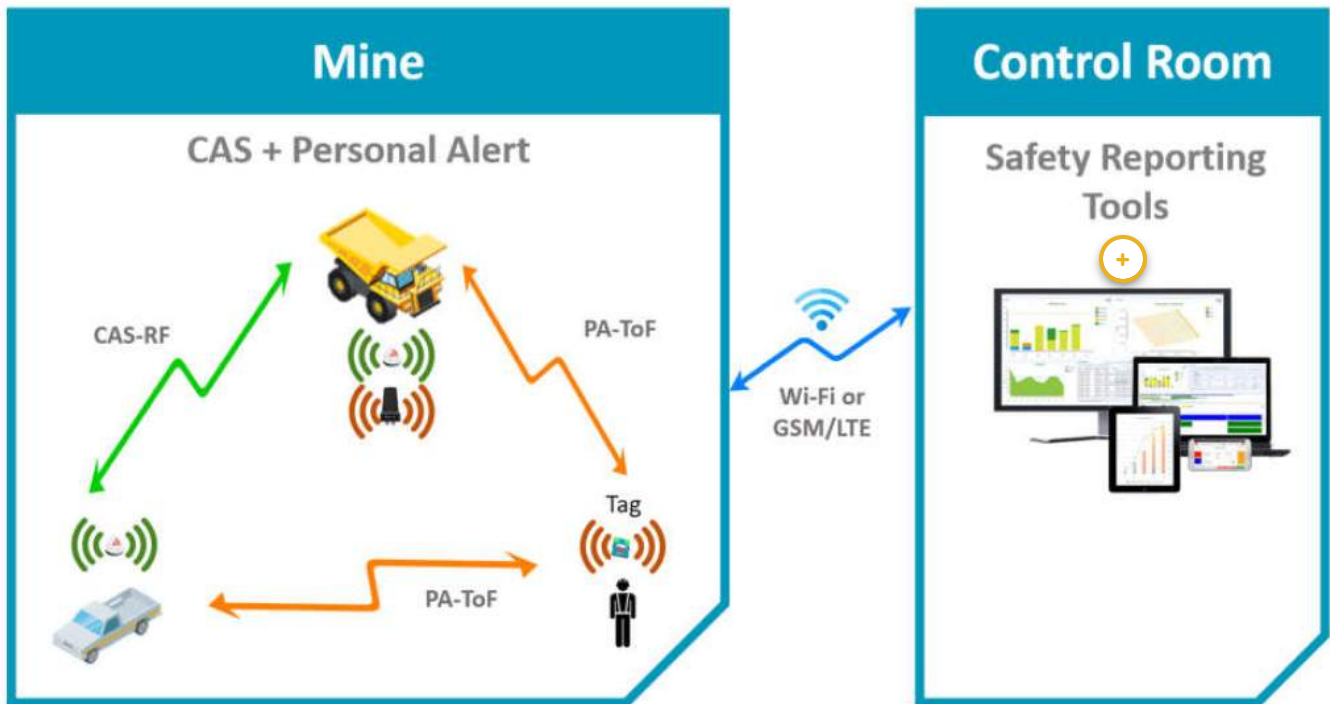 Mine
CAS + Personal Alert
CAS-RF
PA-ToF
Tag
PA-ToF
Wi-Fi or
GSM/LTE
Control Room
Safety Reporting
Tools
+